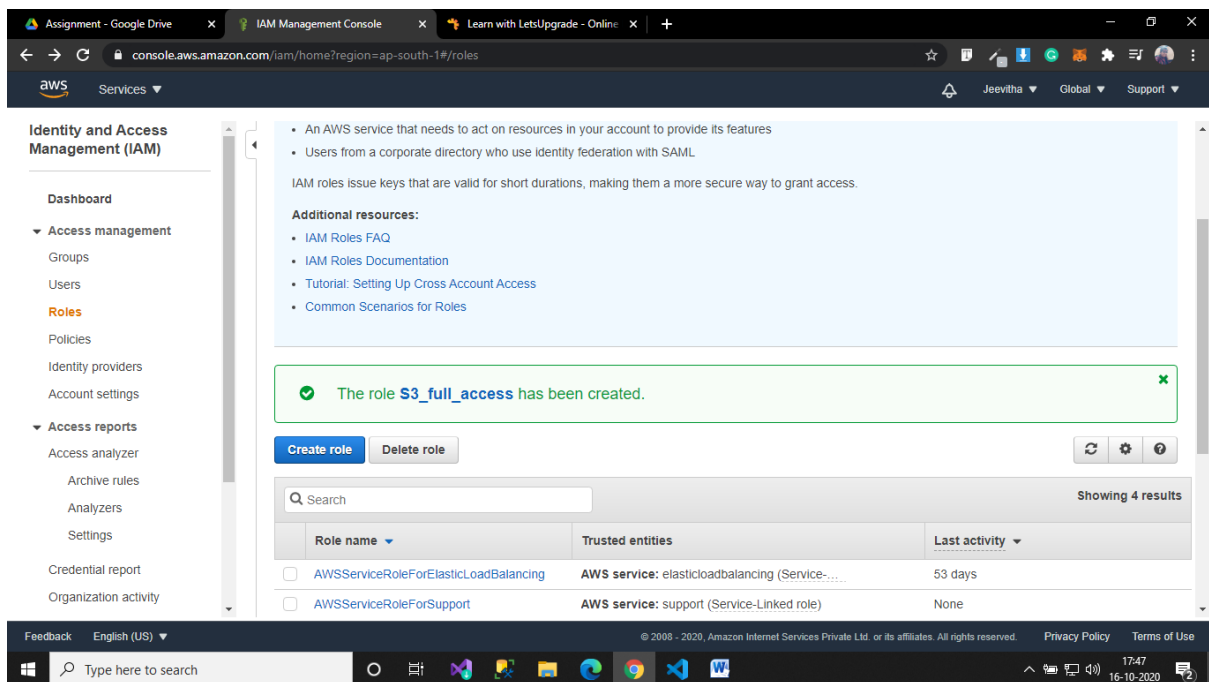 Assignment - Google Drive
IAM Management Console
Learn with LetsUpgrade - Online
console.aws.amazon.com/iam/home?region=ap-south-1#/roles
aws
Services
Jeevitha
Global
Support
Identity and Access
Management (IAM)
Dashboard
Access management
Groups
Users
Roles
Policies
Identity providers
Account settings
Access reports
Access analyzer
Archive rules
Analyzers
Settings
Credential report
Organization activity
An AWS service that needs to act on resources in your account to provide its features
Users from a corporate directory who use identity federation with SAML
IAM roles issue keys that are valid for short durations, making them a more secure way to grant access.
Additional resources:
IAM Roles FAQ
IAM Roles Documentation
Tutorial: Setting Up Cross Account Access
Common Scenarios for Roles
The role S3_full_access has been created.
Create role
Delete role
Search
Showing 4 results
Role name
Trusted entities
Last activity
AWSServiceRoleForElasticLoadBalancing
AWS service: elasticloadbalancing (Service-...
53 days
AWSServiceRoleForSupport
AWS service: support (Service-Linked role)
None
Feedback
English (US)
© 2008 - 2020, Amazon Internet Services Private Ltd. or its affiliates. All rights reserved.
Privacy Policy
Terms of Use
Type here to search
17:47
16-10-2020
2